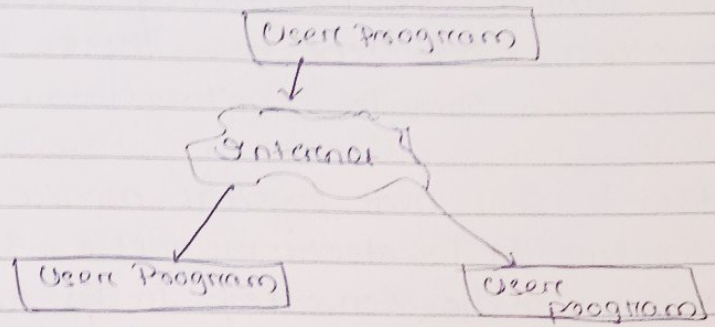 User Program
Internet
User Program
User
program